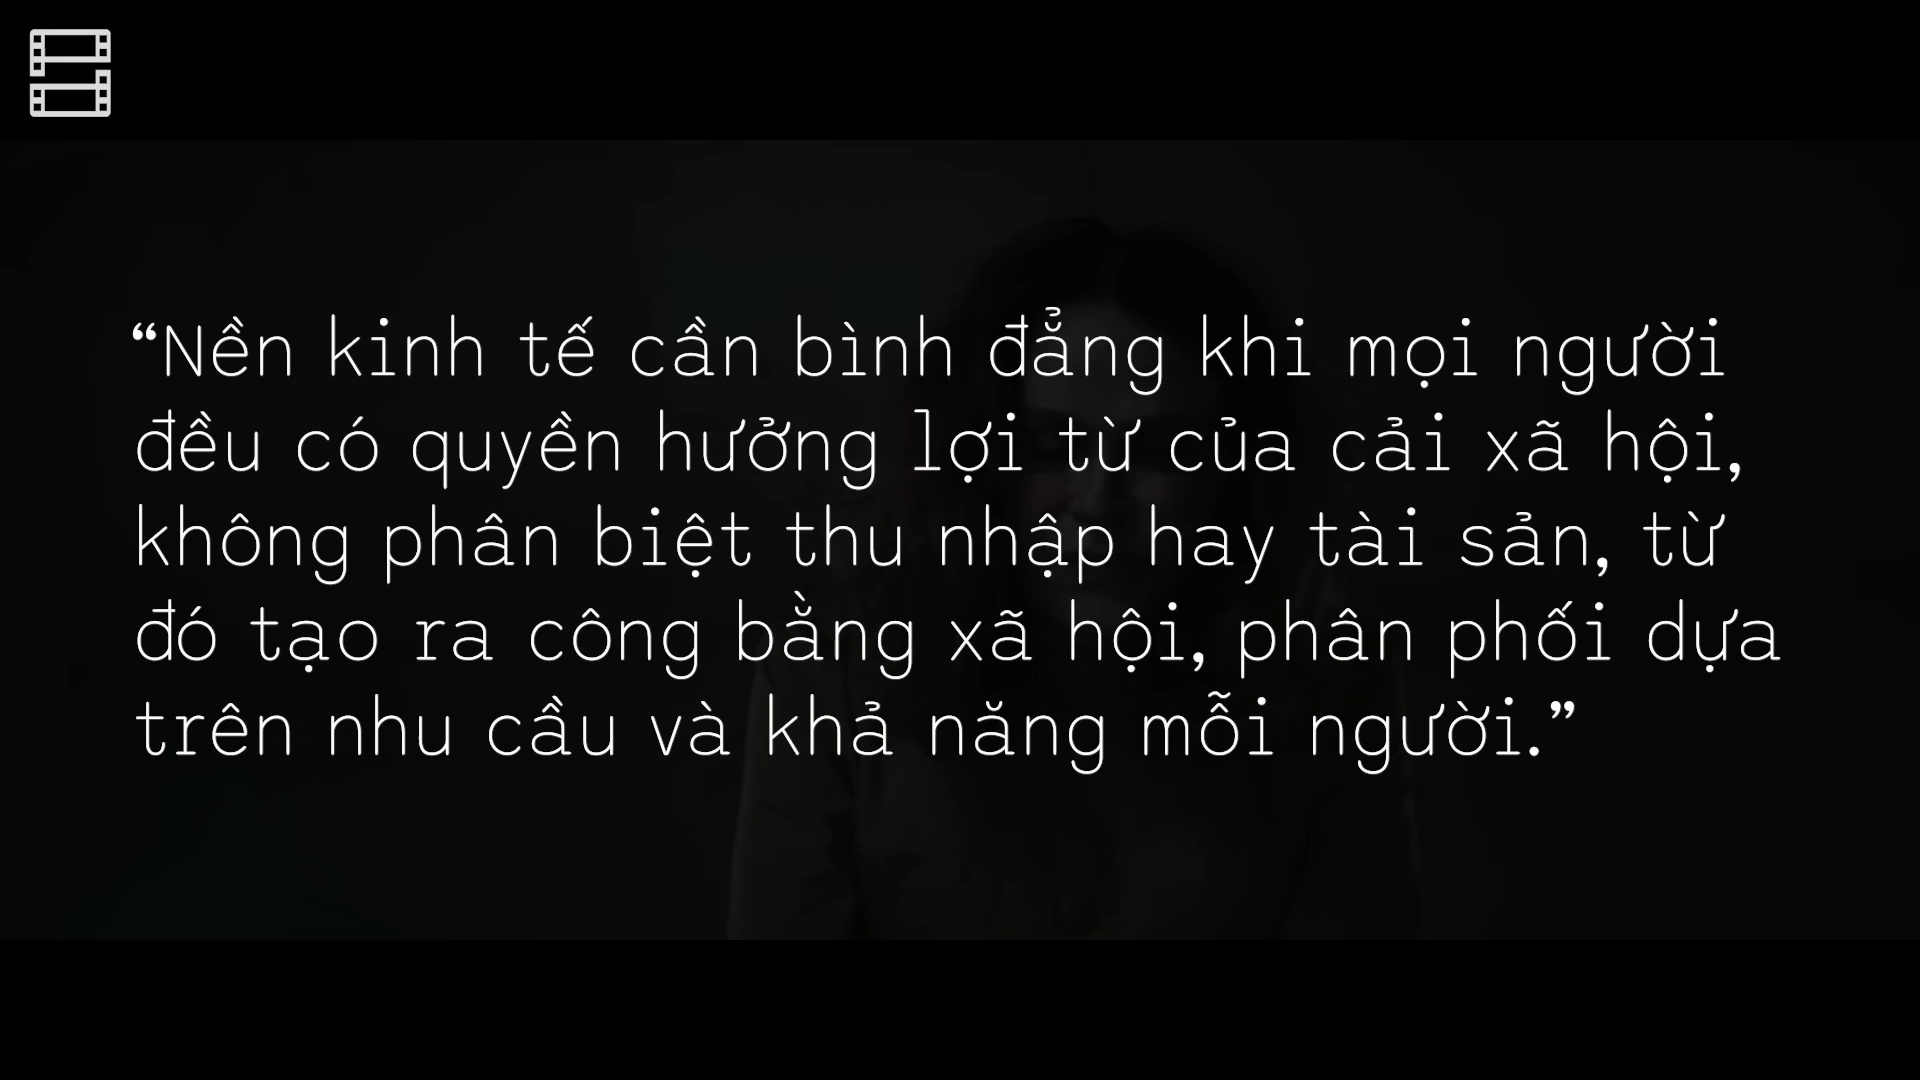 “Nền kinh tế cần bình đẳng khi mọi người
đều có quyền hưởng lợi từ của cải xã hội,
không phân biệt thu nhập hay tài sản, từ
đó tạo ra công bằng xã hội, phân phối dựa
trên nhu cầu và khả năng mỗi người.”